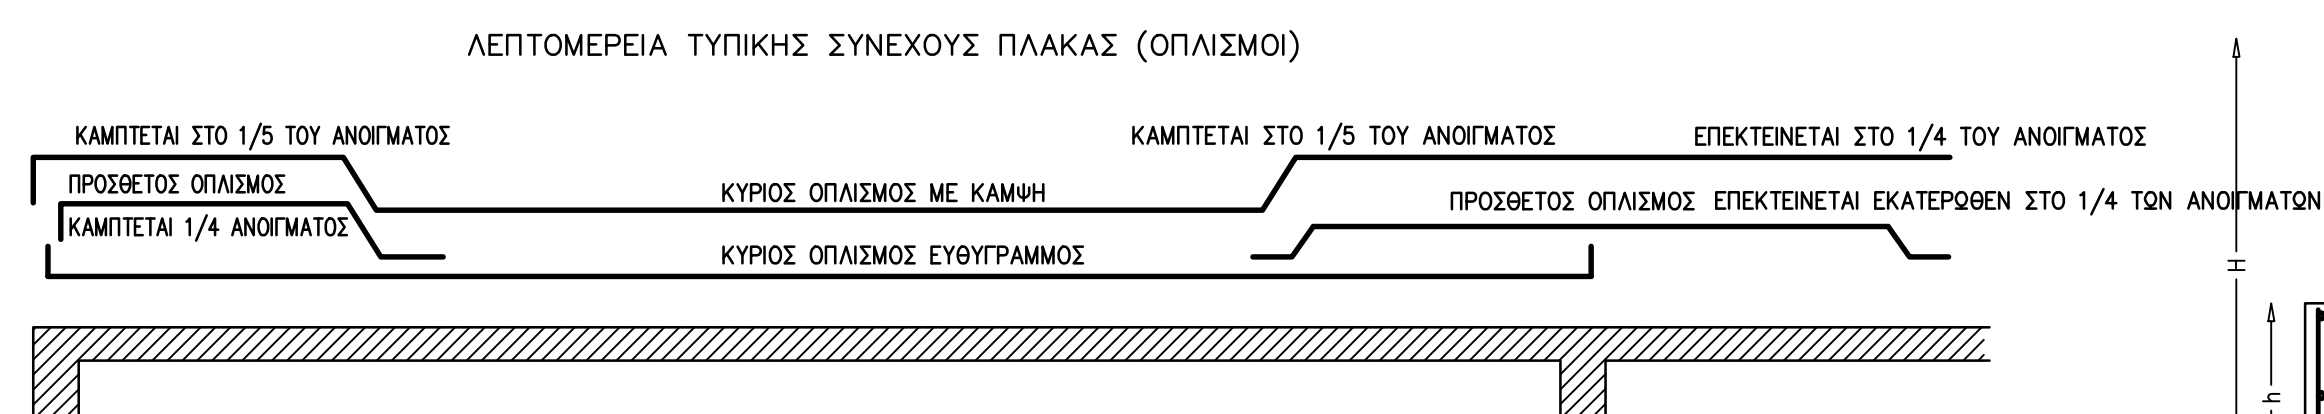 ΛΕΠΤΟΜΕΡΕΙΑ ΤΥΠΙΚΗΣ ΣΥΝΕΧΟΥΣ ΠΛΑΚΑΣ (ΟΠΛΙΣΜΟΙ)
ΚΑΜΠΤΕΤΑΙ ΣΤΟ 1/5 ΤΟΥ ΑΝΟΙΓΜΑΤΟΣ
ΚΑΜΠΤΕΤΑΙ ΣΤΟ 1/5 ΤΟΥ ΑΝΟΙΓΜΑΤΟΣ
ΕΠΕΚΤΕΙΝΕΤΑΙ ΣΤΟ 1/4 ΤΟΥ ΑΝΟΙΓΜΑΤΟΣ
ΠΡΟΣΘΕΤΟΣ ΟΠΛΙΣΜΟΣ
ΚΥΡΙΟΣ ΟΠΛΙΣΜΟΣ ΜΕ ΚΑΜΨΗ
ΠΡΟΣΘΕΤΟΣ ΟΠΛΙΣΜΟΣ ΕΠΕΚΤΕΙΝΕΤΑΙ ΕΚΑΤΕΡΩΘΕΝ ΣΤΟ 1/4 ΤΩΝ ΑΝΟΙΓΜΑΤΩΝ
ΚΑΜΠΤΕΤΑΙ 1/4 ΑΝΟΙΓΜΑΤΟΣ
ΚΥΡΙΟΣ ΟΠΛΙΣΜΟΣ ΕΥΘΥΓΡΑΜΜΟΣ
H
h